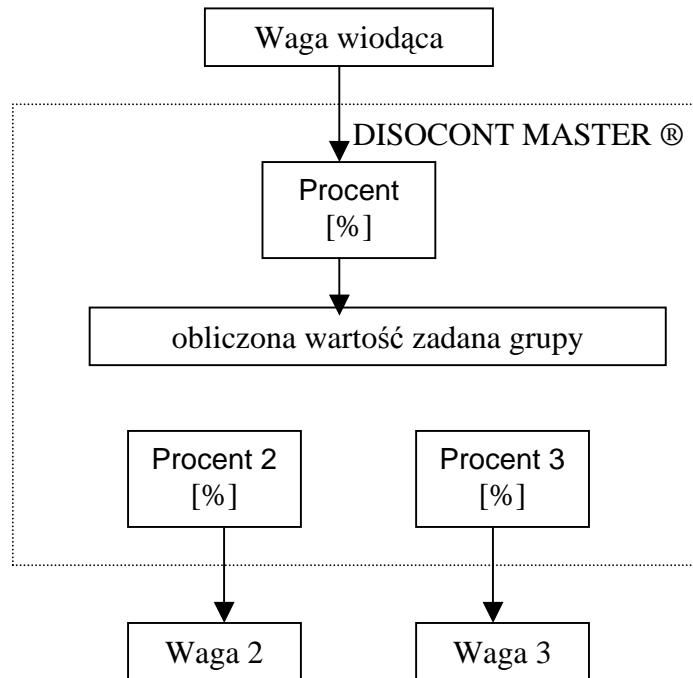 Waga wiodąca
DISOCONT MASTER ®
Procent
[%]
obliczona wartość zadana grupy
Procent 2
[%]
Procent 3
[%]
Waga 2
Waga 3